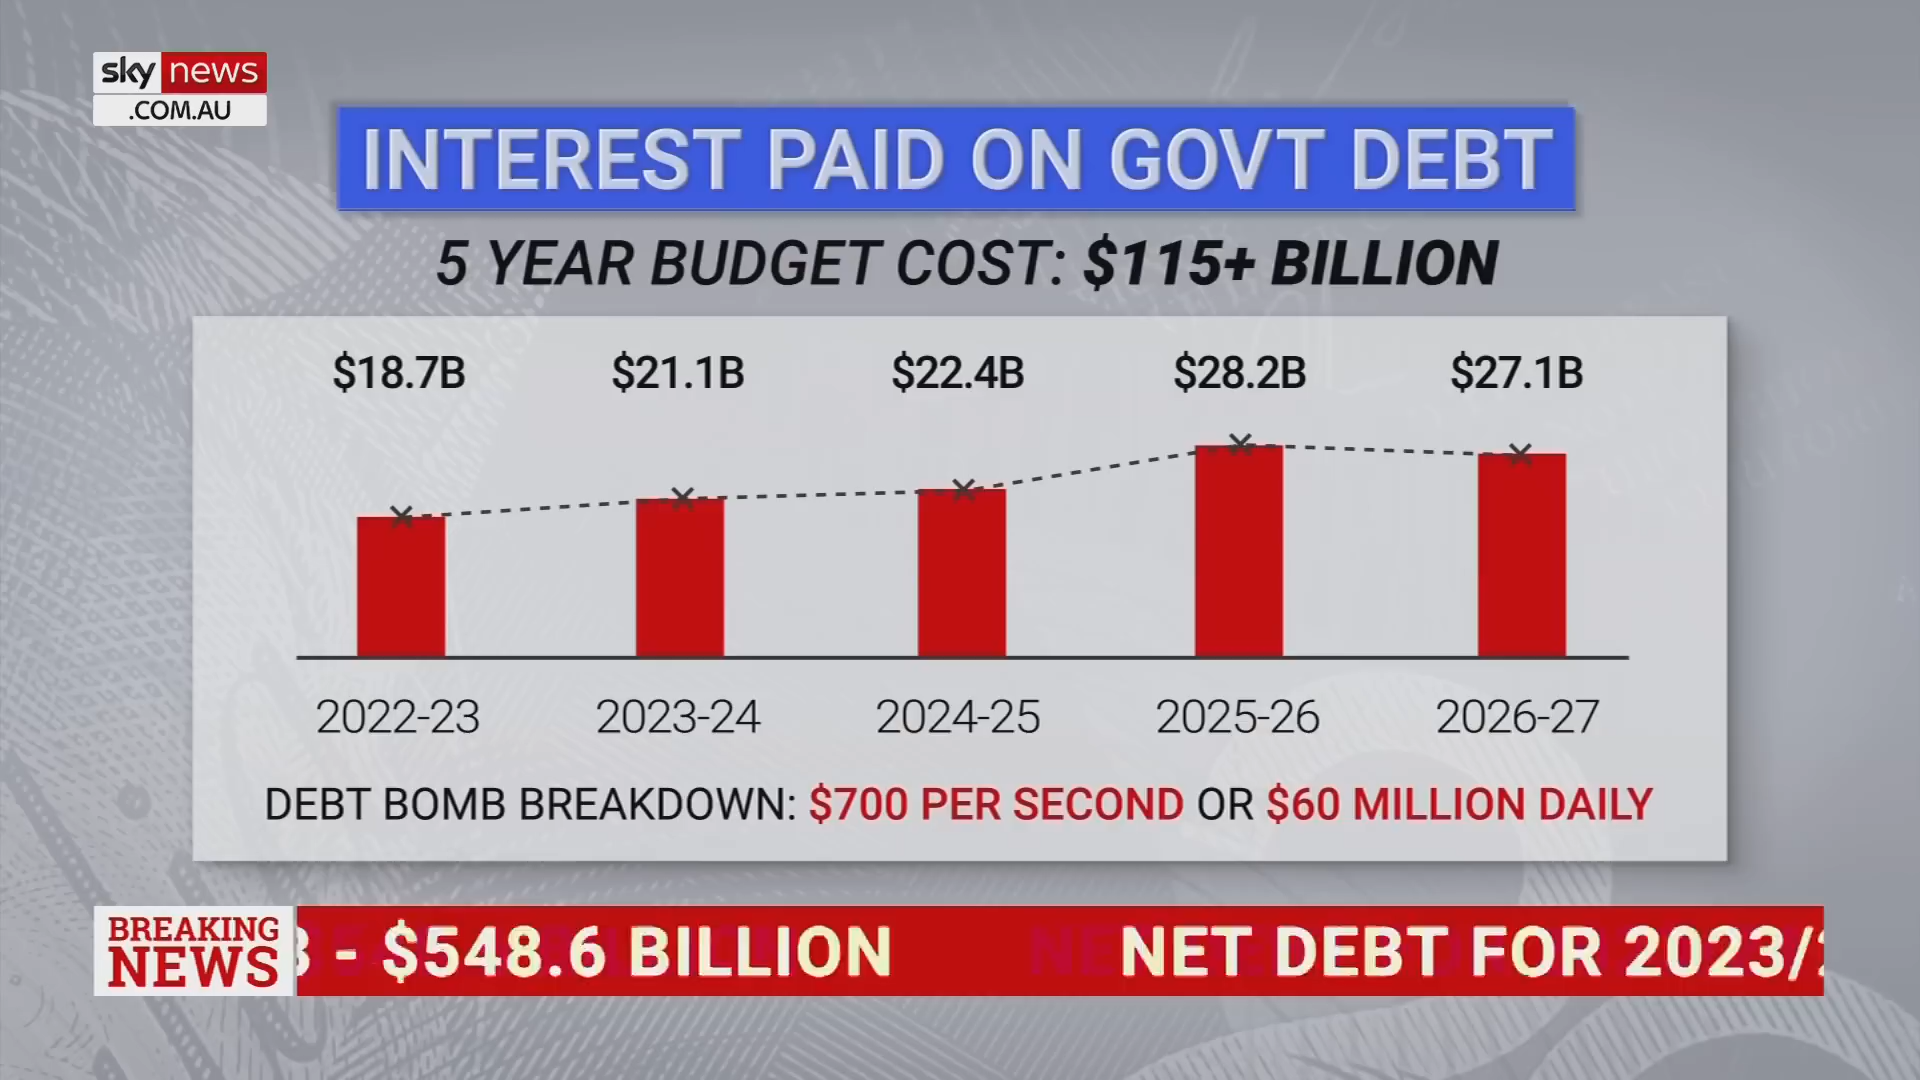 sky news
.COM.AU
INTEREST PAID ON GOVT DEBT
5 YEAR BUDGET COST: $115+ BILLION
$18.7B $21.1B $22.4B $28.2B $27.1B
2022-23 2023-24 2024-25 2025-26 2026-27
DEBT BOMB BREAKDOWN: $700 PER SECOND OR $60 MILLION DAILY
BREAKING
NEWS
- $548.6 BILLION NET DEBT FOR 2023/